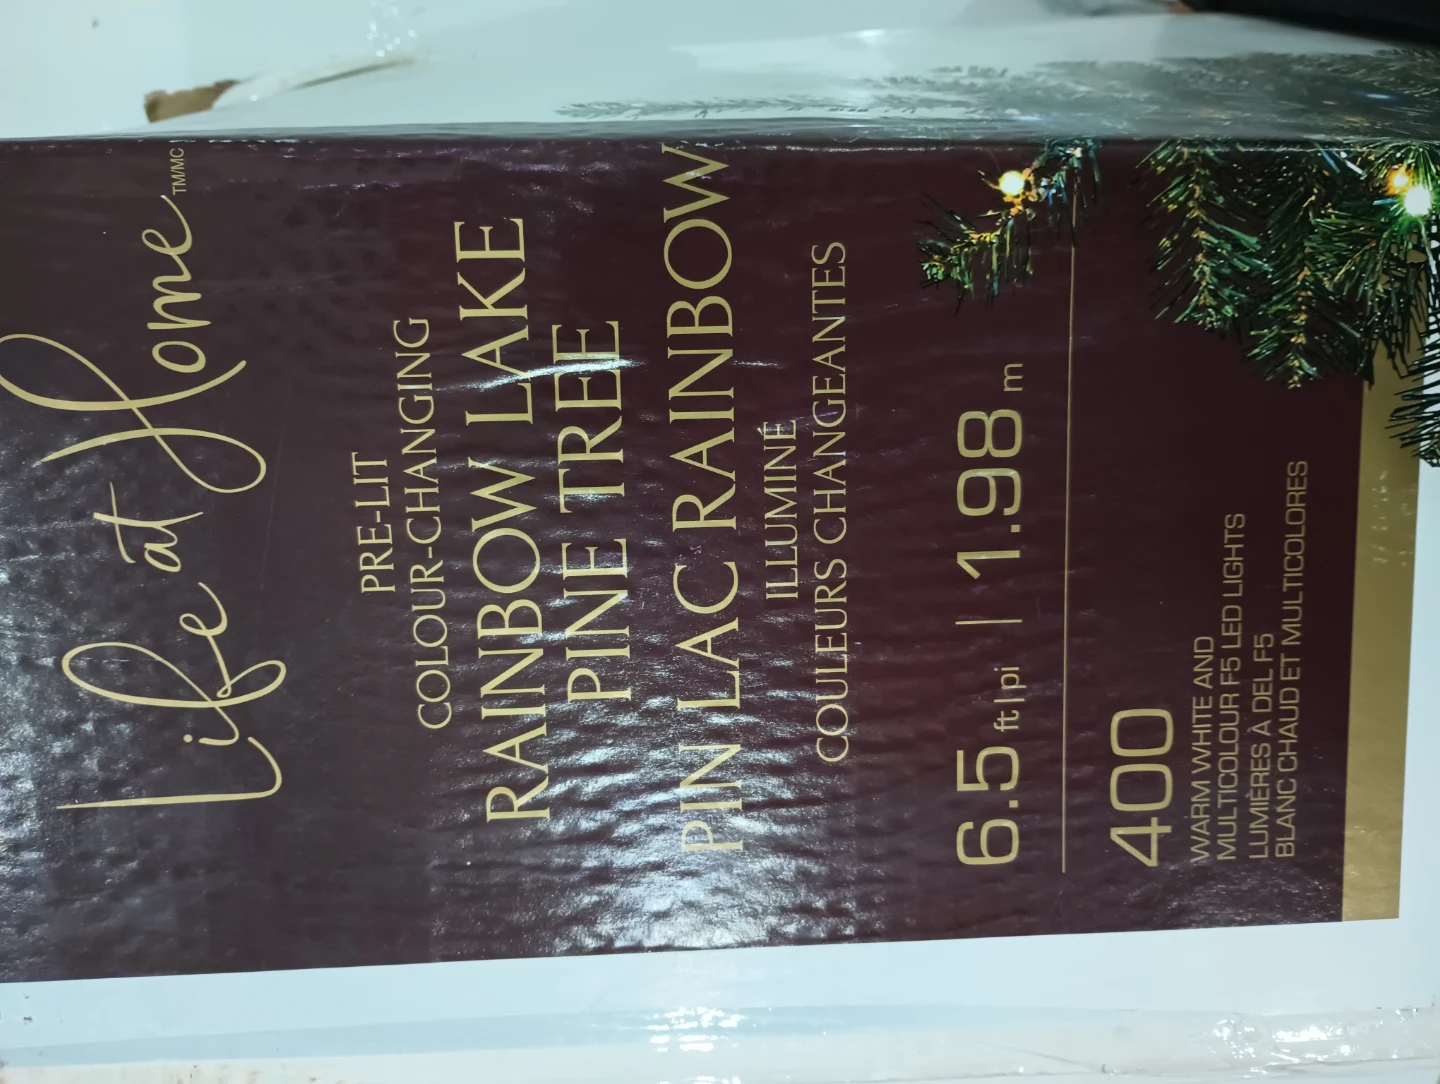 Life at Home TM/MC
PRE-LIT
COLOUR-CHANGING
RAINBOW LAKE
PINE TREE
PIN LAC RAINBOW
ILLUMINÉ
COULEURS CHANGEANTES
6.5 ft|pi | 1.98 m
400
WARM WHITE AND
MULTICOLOUR F5 LED LIGHTS
LUMIÈRES À DEL F5
BLANC CHAUD ET MULTICOLORES